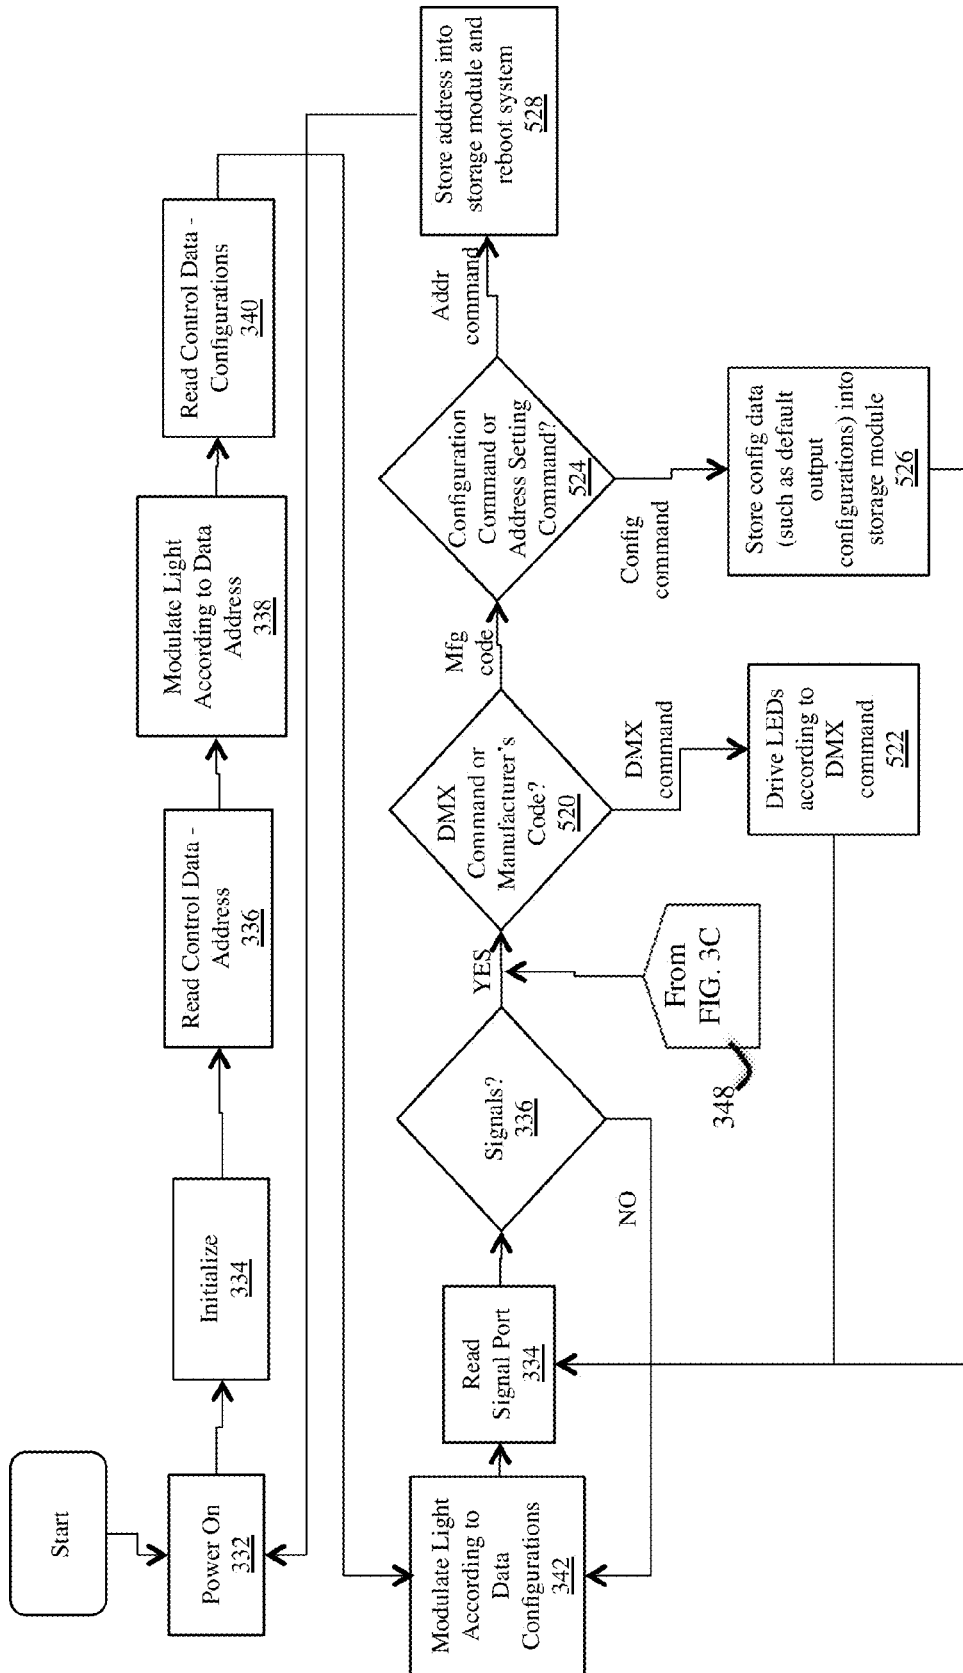 Start
Power On
332
Initialize
334
Read Control Data -
Address
336
Modulate Light
According to Data
Address
338
Read Control Data -
Configurations
340
Modulate Light
According to
Data
Configurations
342
Read
Signal Port
334
Signals?
336
YES
NO
From
FIG. 3C
348
DMX
Command or
Manufacturer's
Code?
520
Mfg
code
DMX
command
Drive LEDs
according to
DMX
command
522
Configuration
Command or
Address Setting
Command?
524
Addr
command
Config
command
Store config data
(such as default
output
configurations) into
storage module
526
Store address into
storage module and
reboot system
528